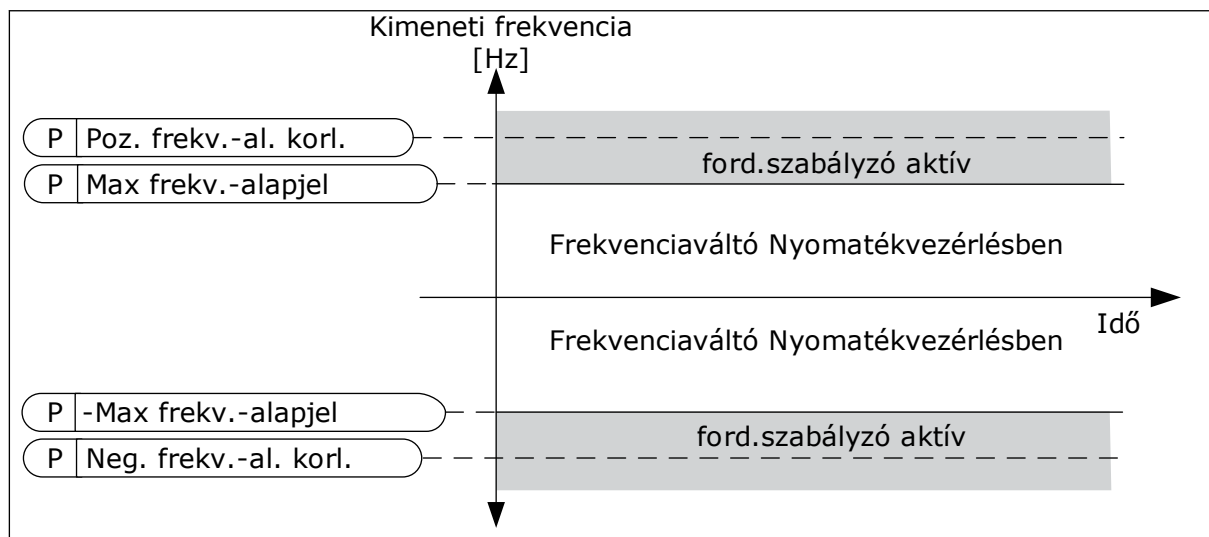 Kimeneti frekvencia
[Hz]
P Poz. frekv.-al. korl.
ford.szabályzó aktív
P Max frekv.-alapjel
Frekvenciaváltó Nyomatékvezérlésben
Idő
Frekvenciaváltó Nyomatékvezérlésben
P -Max frekv.-alapjel
ford.szabályzó aktív
P Neg. frekv.-al. korl.